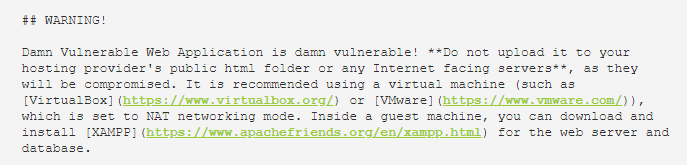 ## WARNING!
Damn Vulnerable Web Application is damn vulnerable! **Do not upload it to your
hosting provider's public html folder or any Internet facing servers**, as they
will be compromised. It is recommended using a virtual machine (such as
[VirtualBox](https://www.virtualbox.org/) or [VMware](https://www.vmware.com/)),
which is set to NAT networking mode. Inside a guest machine, you can download and
install [XAMPP](https://www.apachefriends.org/en/xampp.html) for the web server and
database.